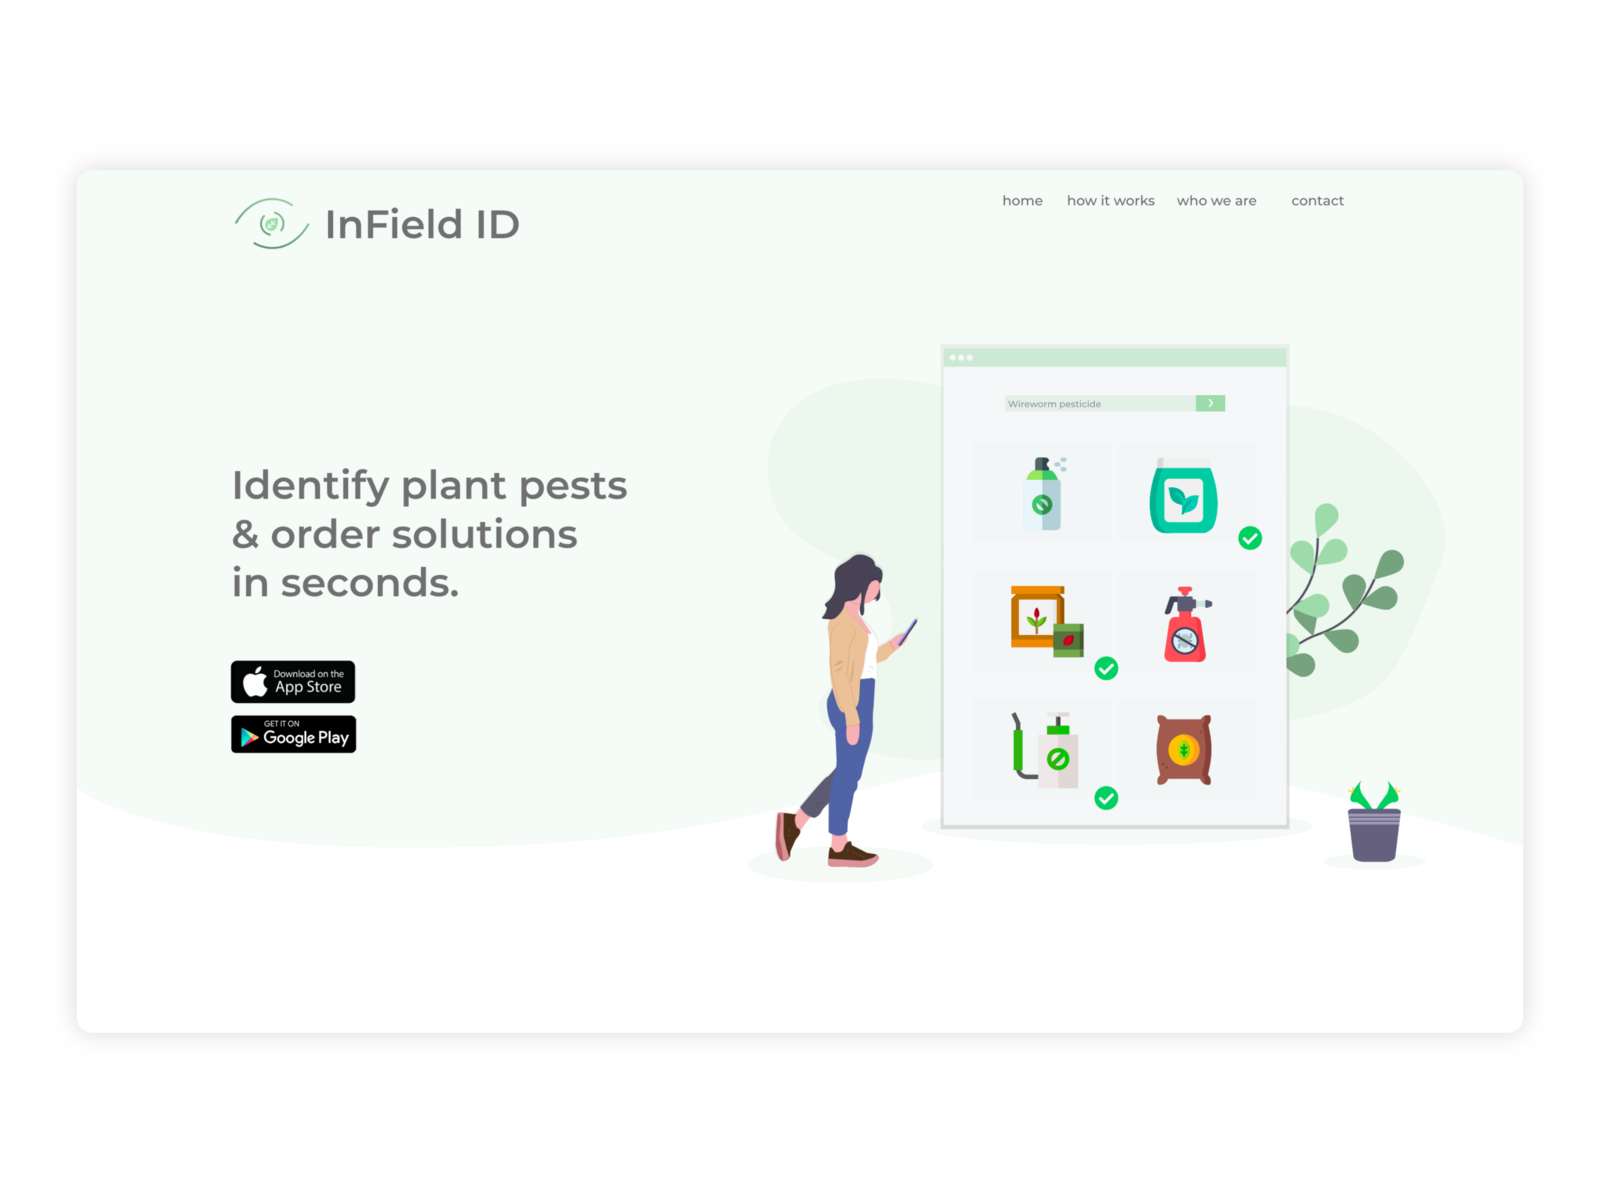 InField ID
home how it works who we are contact
Wireworm pesticide
Identify plant pests
& order solutions
in seconds.
Download on the
App Store
GET IT ON
Google Play